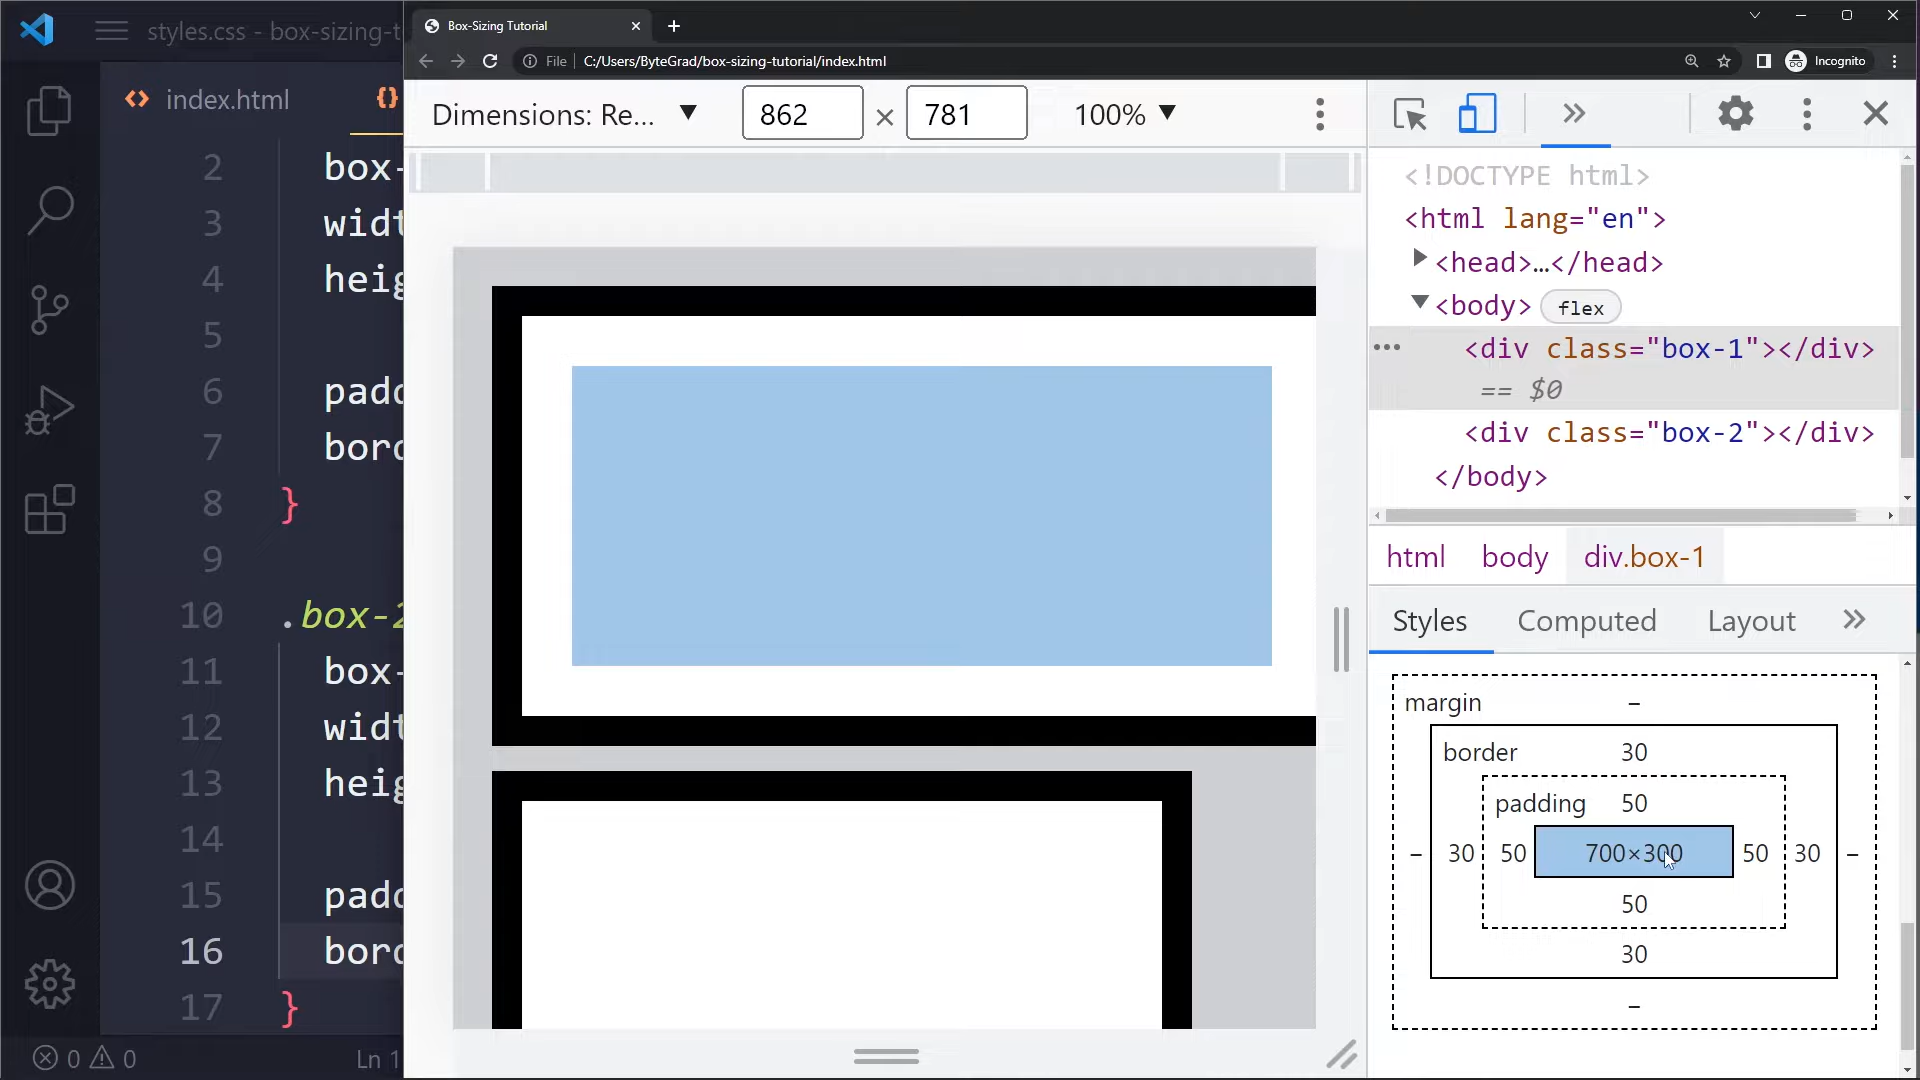 styles.css - box-sizing-t
index.html
{}
2 box-
3 widt
4 heig
5
6 padd
7 bord
8 }
9
10 .box-2
11 box-
12 widt
13 heig
14
15 padd
16 bord
17 }
0 0
Ln 1
Box-Sizing Tutorial
File C:/Users/ByteGrad/box-sizing-tutorial/index.html
Incognito
Dimensions: Re... 862 × 781 100%
<!DOCTYPE html>
<html lang="en">
<head>…</head>
<body> flex
<div class="box-1"></div>
== $0
<div class="box-2"></div>
</body>
html body div.box-1
Styles Computed Layout
margin –
border 30
padding 50
– 30 50 700×300 50 30 –
50
30
–